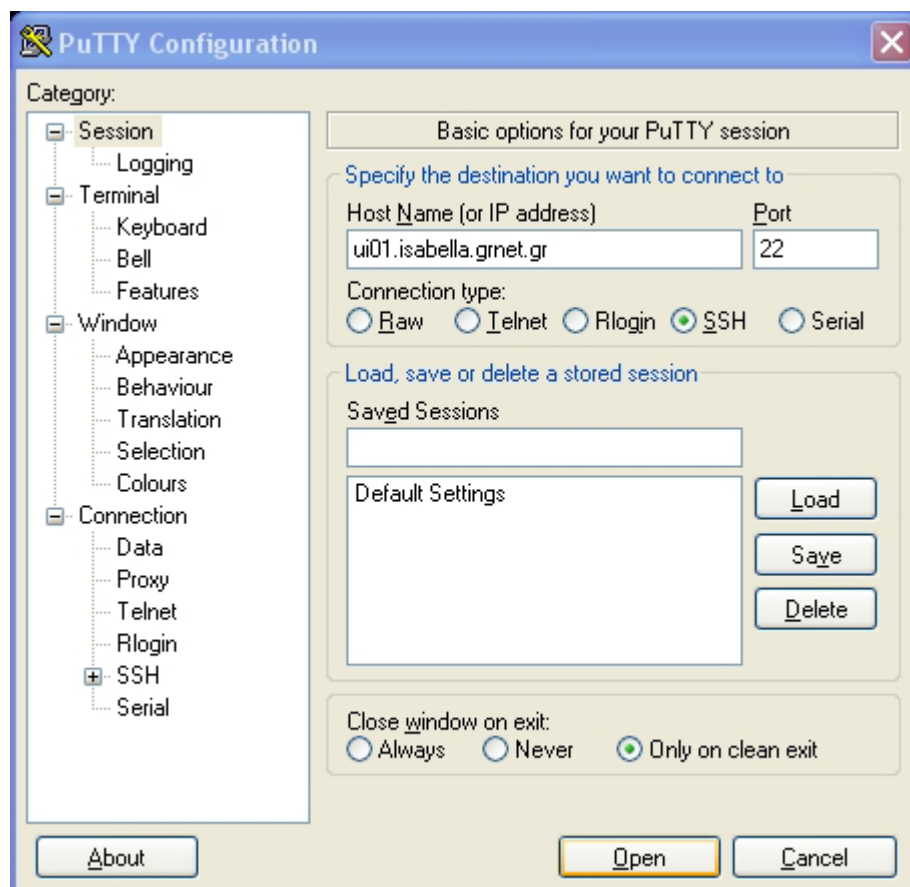 PuTTY Configuration
Category:
Session
Logging
Terminal
Keyboard
Bell
Features
Window
Appearance
Behaviour
Translation
Selection
Colours
Connection
Data
Proxy
Telnet
Rlogin
SSH
Serial
Basic options for your PuTTY session
Specify the destination you want to connect to
Host Name (or IP address) Port
ui01.isabella.grnet.gr 22
Connection type:
Raw Telnet Rlogin SSH Serial
Load, save or delete a stored session
Saved Sessions
Default Settings
Load
Save
Delete
Close window on exit:
Always Never Only on clean exit
About Open Cancel